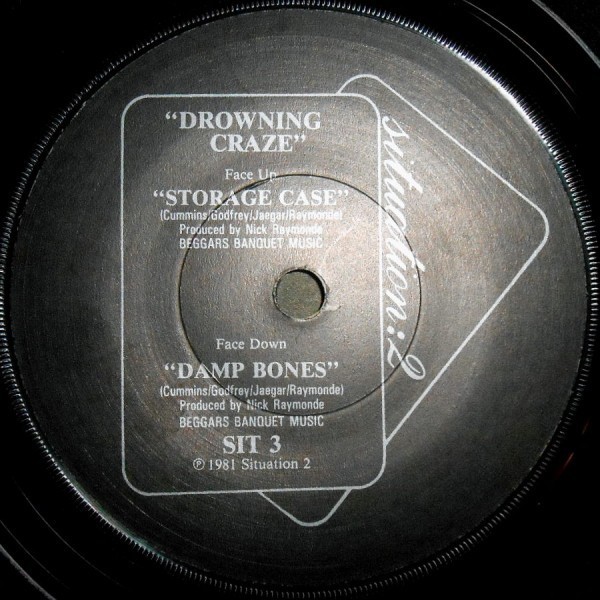 "DROWNING
CRAZE"
Face Up
"STORAGE CASE"
(Cummins/Godfrey/Jaegar/Raymonde)
Produced by Nick Raymonde
BEGGARS BANQUET MUSIC
Face Down
"DAMP BONES"
(Cummins/Godfrey/Jaegar/Raymonde)
Produced by Nick Raymonde
BEGGARS BANQUET MUSIC
SIT 3
℗ 1981 Situation 2
situation:2